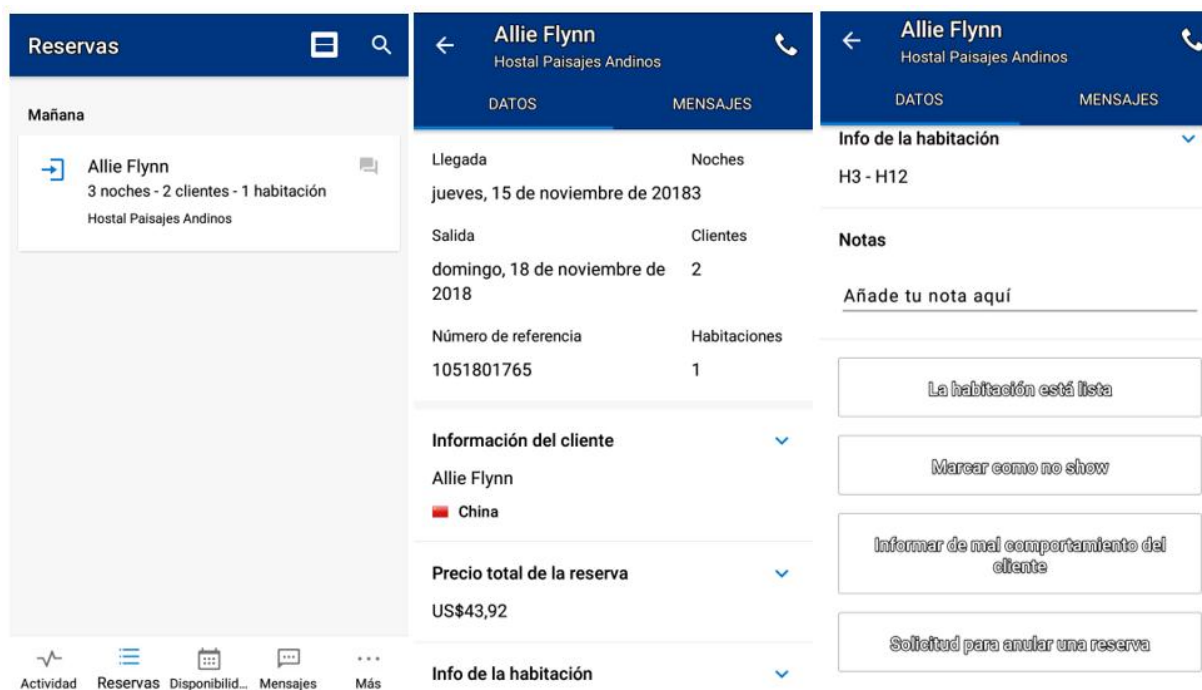 Reservas
Mañana
Allie Flynn
3 noches - 2 clientes - 1 habitación
Hostal Paisajes Andinos
Actividad Reservas Disponibilid... Mensajes Más
Allie Flynn
Hostal Paisajes Andinos
DATOS MENSAJES
Llegada Noches
jueves, 15 de noviembre de 20183
Salida Clientes
domingo, 18 de noviembre de 2
2018
Número de referencia Habitaciones
1051801765 1
Información del cliente
Allie Flynn
China
Precio total de la reserva
US$43,92
Info de la habitación
Allie Flynn
Hostal Paisajes Andinos
DATOS MENSAJES
Info de la habitación
H3 - H12
Notas
Añade tu nota aquí
La habitación está lista
Marcar como no show
Informar de mal comportamiento del
cliente
Solicitud para anular una reserva